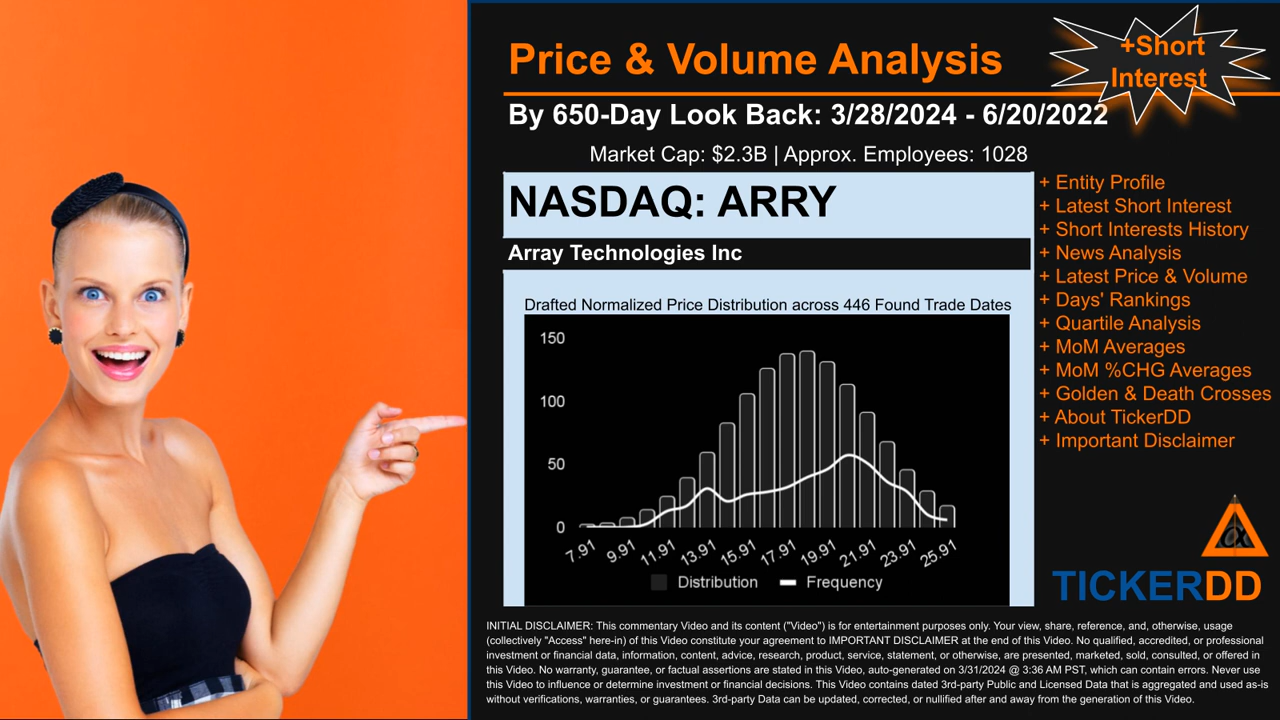 Price & Volume Analysis
+Short
Interest
By 650-Day Look Back: 3/28/2024 - 6/20/2022
Market Cap: $2.3B | Approx. Employees: 1028
NASDAQ: ARRY
Array Technologies Inc
Drafted Normalized Price Distribution across 446 Found Trade Dates
150
100
50
0
7.91 9.91 11.91 13.91 15.91 17.91 19.91 21.91 23.91 25.91
Distribution Frequency
+ Entity Profile
+ Latest Short Interest
+ Short Interests History
+ News Analysis
+ Latest Price & Volume
+ Days' Rankings
+ Quartile Analysis
+ MoM Averages
+ MoM %CHG Averages
+ Golden & Death Crosses
+ About TickerDD
+ Important Disclaimer
TICKERDD
INITIAL DISCLAIMER: This commentary Video and its content ("Video") is for entertainment purposes only. Your view, share, reference, and, otherwise, usage
(collectively "Access" here-in) of this Video constitute your agreement to IMPORTANT DISCLAIMER at the end of this Video. No qualified, accredited, or professional
investment or financial data, information, content, advice, research, product, service, statement, or otherwise, are presented, marketed, sold, consulted, or offered in
this Video. No warranty, guarantee, or factual assertions are stated in this Video, auto-generated on 3/31/2024 @ 3:36 AM PST, which can contain errors. Never use
this Video to influence or determine investment or financial decisions. This Video contains dated 3rd-party Public and Licensed Data that is aggregated and used as-is
without verifications, warranties, or guarantees. 3rd-party Data can be updated, corrected, or nullified after and away from the generation of this Video.